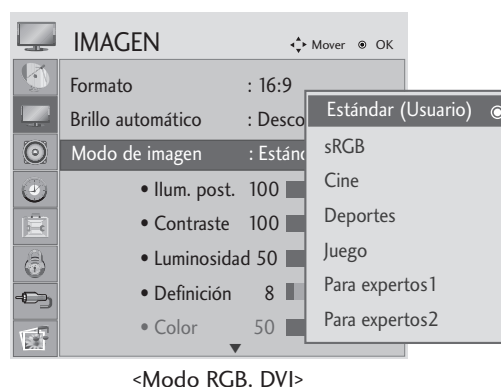 IMAGEN
Mover OK
Formato : 16:9
Brillo automático : Desco
Modo de imagen : Están
• Ilum. post. 100
• Contraste 100
• Luminosidad 50
• Definición 8
• Color 50
Estándar (Usuario)
sRGB
Cine
Deportes
Juego
Para expertos1
Para expertos2
<Modo RGB, DVI>